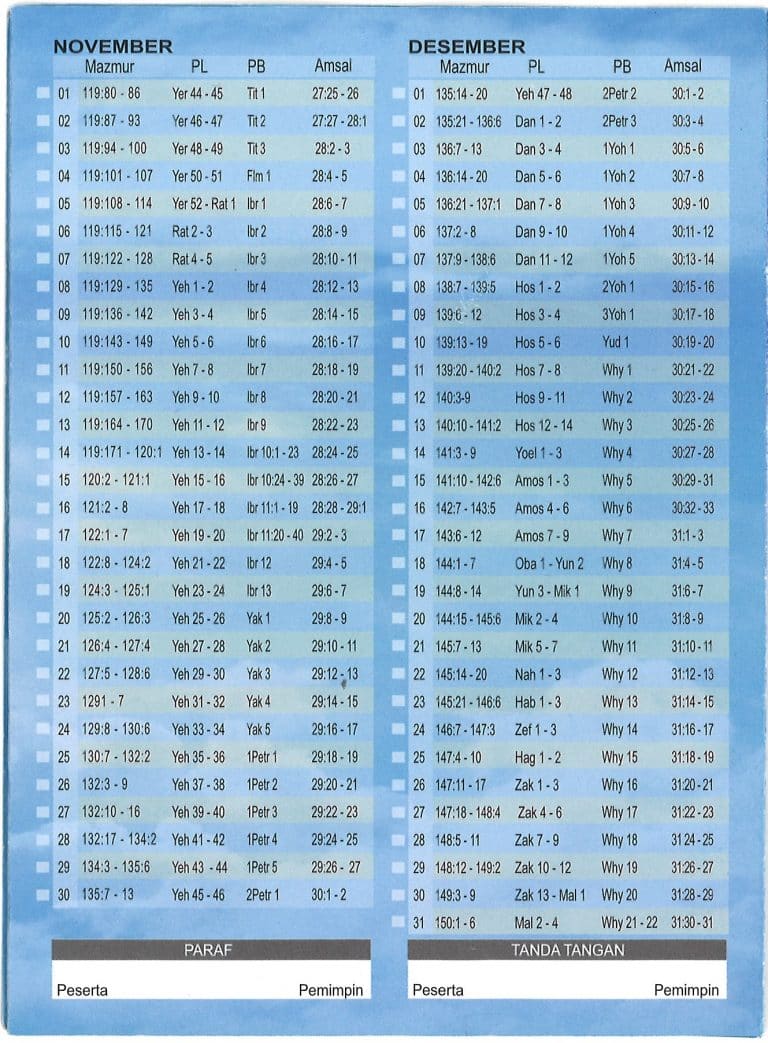 NOVEMBER
Mazmur PL PB Amsal
01 119:80 - 86 Yer 44 - 45 Tit 1 27:25 - 26
02 119:87 - 93 Yer 46 - 47 Tit 2 27:27 - 28:1
03 119:94 - 100 Yer 48 - 49 Tit 3 28:2 - 3
04 119:101 - 107 Yer 50 - 51 Flm 1 28:4 - 5
05 119:108 - 114 Yer 52 - Rat 1 Ibr 1 28:6 - 7
06 119:115 - 121 Rat 2 - 3 Ibr 2 28:8 - 9
07 119:122 - 128 Rat 4 - 5 Ibr 3 28:10 - 11
08 119:129 - 135 Yeh 1 - 2 Ibr 4 28:12 - 13
09 119:136 - 142 Yeh 3 - 4 Ibr 5 28:14 - 15
10 119:143 - 149 Yeh 5 - 6 Ibr 6 28:16 - 17
11 119:150 - 156 Yeh 7 - 8 Ibr 7 28:18 - 19
12 119:157 - 163 Yeh 9 - 10 Ibr 8 28:20 - 21
13 119:164 - 170 Yeh 11 - 12 Ibr 9 28:22 - 23
14 119:171 - 120:1 Yeh 13 - 14 Ibr 10:1 - 23 28:24 - 25
15 120:2 - 121:1 Yeh 15 - 16 Ibr 10:24 - 39 28:26 - 27
16 121:2 - 8 Yeh 17 - 18 Ibr 11:1 - 19 28:28 - 29:1
17 122:1 - 7 Yeh 19 - 20 Ibr 11:20 - 40 29:2 - 3
18 122:8 - 124:2 Yeh 21 - 22 Ibr 12 29:4 - 5
19 124:3 - 125:1 Yeh 23 - 24 Ibr 13 29:6 - 7
20 125:2 - 126:3 Yeh 25 - 26 Yak 1 29:8 - 9
21 126:4 - 127:4 Yeh 27 - 28 Yak 2 29:10 - 11
22 127:5 - 128:6 Yeh 29 - 30 Yak 3 29:12 - 13
23 1291 - 7 Yeh 31 - 32 Yak 4 29:14 - 15
24 129:8 - 130:6 Yeh 33 - 34 Yak 5 29:16 - 17
25 130:7 - 132:2 Yeh 35 - 36 1Petr 1 29:18 - 19
26 132:3 - 9 Yeh 37 - 38 1Petr 2 29:20 - 21
27 132:10 - 16 Yeh 39 - 40 1Petr 3 29:22 - 23
28 132:17 - 134:2 Yeh 41 - 42 1Petr 4 29:24 - 25
29 134:3 - 135:6 Yeh 43 - 44 1Petr 5 29:26 - 27
30 135:7 - 13 Yeh 45 - 46 2Petr 1 30:1 - 2
PARAF
Peserta Pemimpin
DESEMBER
Mazmur PL PB Amsal
01 135:14 - 20 Yeh 47 - 48 2Petr 2 30:1 - 2
02 135:21 - 136:6 Dan 1 - 2 2Petr 3 30:3 - 4
03 136:7 - 13 Dan 3 - 4 1Yoh 1 30:5 - 6
04 136:14 - 20 Dan 5 - 6 1Yoh 2 30:7 - 8
05 136:21 - 137:1 Dan 7 - 8 1Yoh 3 30:9 - 10
06 137:2 - 8 Dan 9 - 10 1Yoh 4 30:11 - 12
07 137:9 - 138:6 Dan 11 - 12 1Yoh 5 30:13 - 14
08 138:7 - 139:5 Hos 1 - 2 2Yoh 1 30:15 - 16
09 139:6 - 12 Hos 3 - 4 3Yoh 1 30:17 - 18
10 139:13 - 19 Hos 5 - 6 Yud 1 30:19 - 20
11 139:20 - 140:2 Hos 7 - 8 Why 1 30:21 - 22
12 140:3-9 Hos 9 - 11 Why 2 30:23 - 24
13 140:10 - 141:2 Hos 12 - 14 Why 3 30:25 - 26
14 141:3 - 9 Yoel 1 - 3 Why 4 30:27 - 28
15 141:10 - 142:6 Amos 1 - 3 Why 5 30:29 - 31
16 142:7 - 143:5 Amos 4 - 6 Why 6 30:32 - 33
17 143:6 - 12 Amos 7 - 9 Why 7 31:1 - 3
18 144:1 - 7 Oba 1 - Yun 2 Why 8 31:4 - 5
19 144:8 - 14 Yun 3 - Mik 1 Why 9 31:6 - 7
20 144:15 - 145:6 Mik 2 - 4 Why 10 31:8 - 9
21 145:7 - 13 Mik 5 - 7 Why 11 31:10 - 11
22 145:14 - 20 Nah 1 - 3 Why 12 31:12 - 13
23 145:21 - 146:6 Hab 1 - 3 Why 13 31:14 - 15
24 146:7 - 147:3 Zef 1 - 3 Why 14 31:16 - 17
25 147:4 - 10 Hag 1 - 2 Why 15 31:18 - 19
26 147:11 - 17 Zak 1 - 3 Why 16 31:20 - 21
27 147:18 - 148:4 Zak 4 - 6 Why 17 31:22 - 23
28 148:5 - 11 Zak 7 - 9 Why 18 31 24 - 25
29 148:12 - 149:2 Zak 10 - 12 Why 19 31:26 - 27
30 149:3 - 9 Zak 13 - Mal 1 Why 20 31:28 - 29
31 150:1 - 6 Mal 2 - 4 Why 21 - 22 31:30 - 31
TANDA TANGAN
Peserta Pemimpin